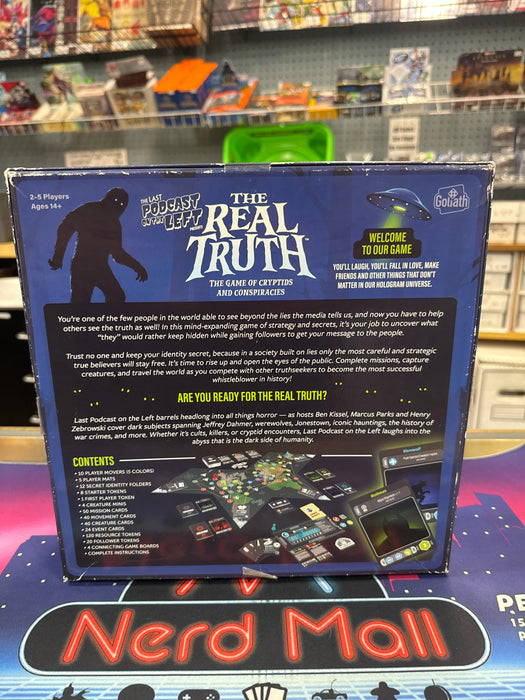 2-5 Players
Ages 14+
THE LAST
PODCAST
ON THE LEFT
THE
REAL
TRUTH
THE GAME OF CRYPTIDS
AND CONSPIRACIES
Goliath
WELCOME
TO OUR GAME
YOU'LL LAUGH, YOU'LL FALL IN LOVE, MAKE
FRIENDS AND OTHER THINGS THAT DON'T
MATTER IN OUR HOLOGRAM UNIVERSE.
You're one of the few people in the world able to see beyond the lies the media tells us, and now you have to help
others see the truth as well! In this mind-expanding game of strategy and secrets, it's your job to uncover what
"they" would rather keep hidden while gaining followers to get your message to the people.
Trust no one and keep your identity secret, because in a society built on lies only the most careful and strategic
true believers will stay free. It's time to rise up and open the eyes of the public. Complete missions, capture
creatures, and travel the world as you compete with other truthseekers to become the most successful
whistleblower in history!
ARE YOU READY FOR THE REAL TRUTH?
Last Podcast on the Left barrels headlong into all things horror — as hosts Ben Kissel, Marcus Parks and Henry
Zebrowski cover dark subjects spanning Jeffrey Dahmer, werewolves, Jonestown, iconic hauntings, the history of
war crimes, and more. Whether it's cults, killers, or cryptid encounters, Last Podcast on the Left laughs into the
abyss that is the dark side of humanity.
CONTENTS
• 10 PLAYER MOVERS (5 COLORS)
• 5 PLAYER MATS
• 12 SECRET IDENTITY FOLDERS
• 8 STARTER TOKENS
• 1 FIRST PLAYER TOKEN
• 4 CREATURE MINIS
• 50 MISSION CARDS
• 40 MOVEMENT CARDS
• 40 CREATURE CARDS
• 24 EVENT CARDS
• 120 RESOURCE TOKENS
• 20 FOLLOWER TOKENS
• 4 CONNECTING GAME BOARDS
• COMPLETE INSTRUCTIONS
Nerd Mall
PE
15